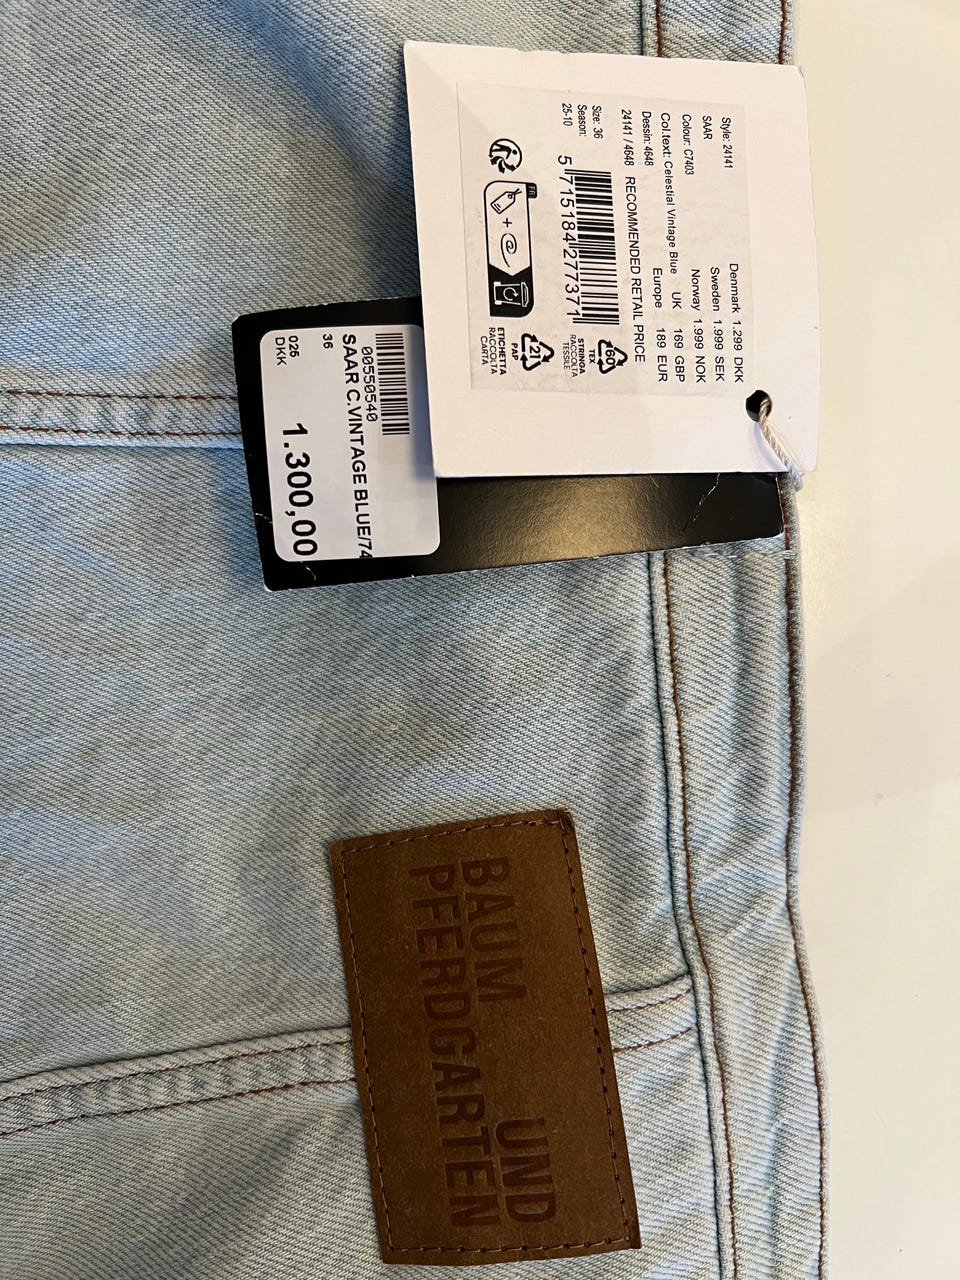 Style: 24141
SAAR
Colour: C7403
Col.text: Celestial Vintage Blue
Dessin: 4648
24141 / 4648
Denmark 1.299 DKK
Sweden 1.999 SEK
Norway 1.999 NOK
UK 169 GBP
Europe 189 EUR
RECOMMENDED RETAIL PRICE
Size: 36
Season:
25-10
5 715184 277371
FR
60
TEX
STRINGA
RACCOLTA
TESSILE
21
PAP
ETICHETTA
RACCOLTA
CARTA
00550540
SAAR C.VINTAGE BLUE/74
36
025
DKK
1.300,00
BAUM UND
PFERDGARTEN